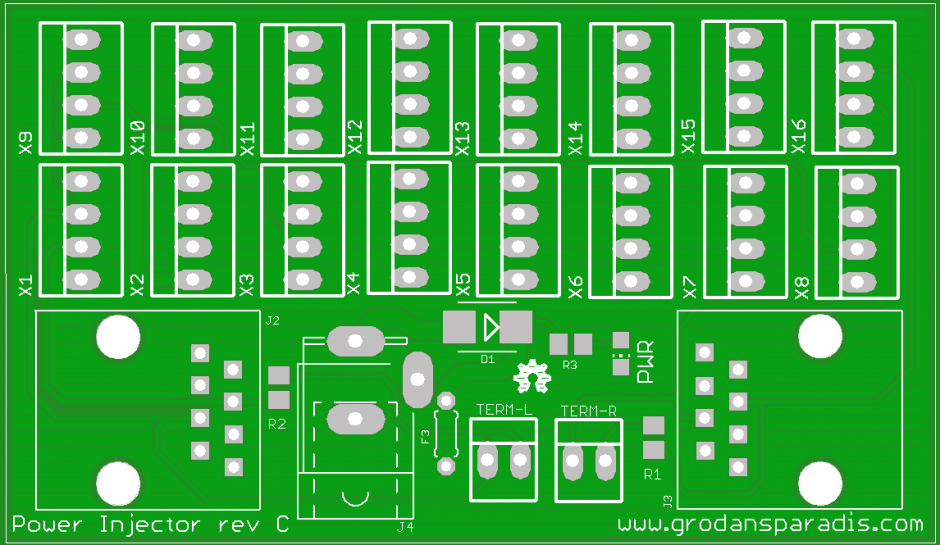 X9
X10
X11
X12
X13
X14
X15
X16
X1
X2
X3
X4
X5
X6
X7
X8
J2
D1
R3
PWR
R2
F3
TERM-L
TERM-R
R1
J3
J4
Power Injector rev C
www.grodansparadis.com